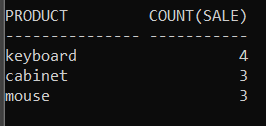 PRODUCT COUNT(SALE)
--------------- -----------
keyboard 4
cabinet 3
mouse 3